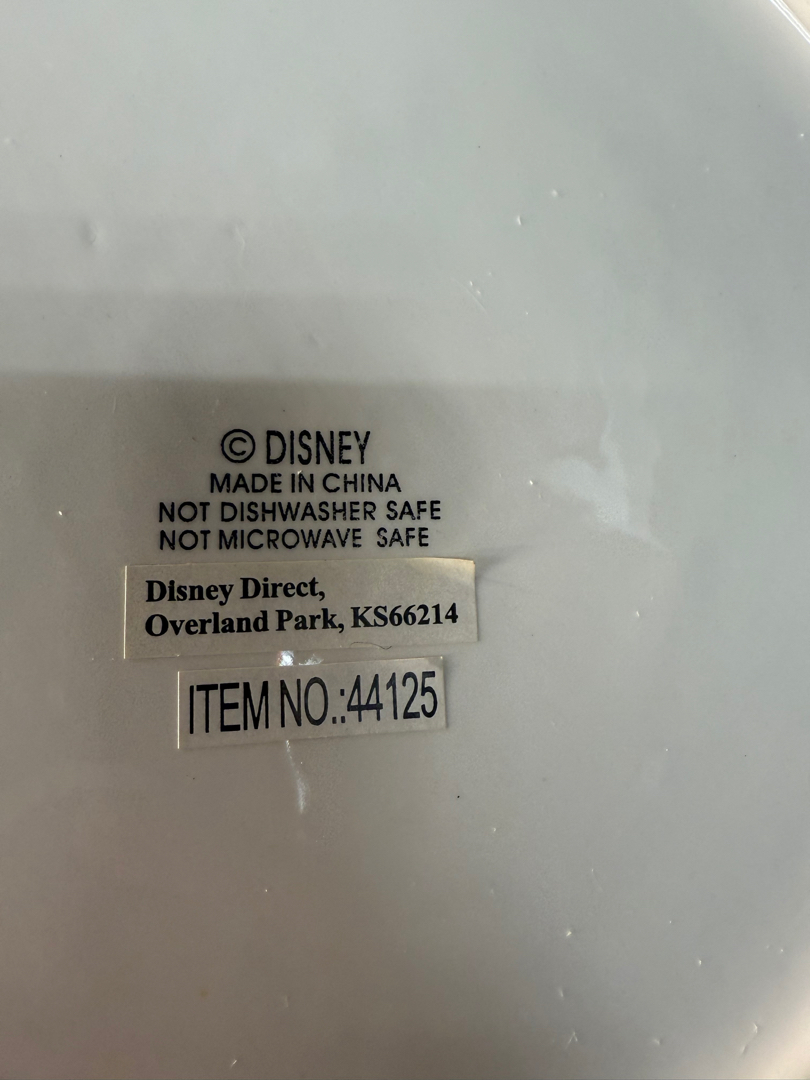 © DISNEY
MADE IN CHINA
NOT DISHWASHER SAFE
NOT MICROWAVE SAFE
Disney Direct,
Overland Park, KS66214
ITEM NO.:44125